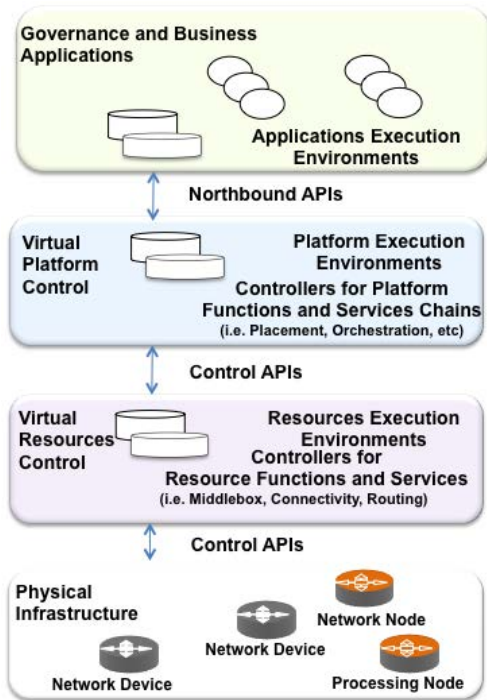 Governance and Business
Applications
Applications Execution
Environments
Northbound APIs
Virtual
Platform
Control
Platform Execution
Environments
Controllers for Platform
Functions and Services Chains
(i.e. Placement, Orchestration, etc)
Control APIs
Virtual
Resources
Control
Resources Execution
Environments
Controllers for
Resource Functions and Services
(i.e. Middlebox, Connectivity, Routing)
Control APIs
Physical
Infrastructure
Network Node
Network Device
Network Device
Processing Node